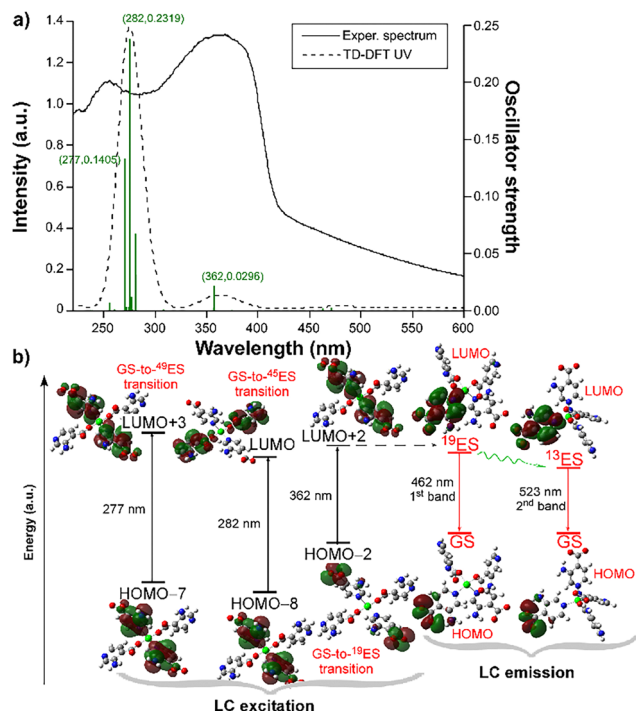 a)
(282,0.2319)
Exper. spectrum
TD-DFT UV
(277,0.1405)
(362,0.0296)
Intensity (a.u.)
1.4
1.2
1.0
0.8
0.6
0.4
0.2
0
Oscillator strength
0.25
0.20
0.15
0.10
0.05
0.00
250 300 350 400 450 500 550 600
Wavelength (nm)
b)
GS-to-⁴⁹ES
transition
GS-to-⁴⁵ES
transition
LUMO
LUMO
LUMO+3
LUMO
LUMO+2
¹⁹ES
¹³ES
Energy (a.u.)
277 nm
282 nm
362 nm
462 nm
1ˢᵗ band
523 nm
2ⁿᵈ band
GS
GS
HOMO−7
HOMO−8
HOMO−2
HOMO
HOMO
GS-to-¹⁹ES
transition
LC excitation
LC emission